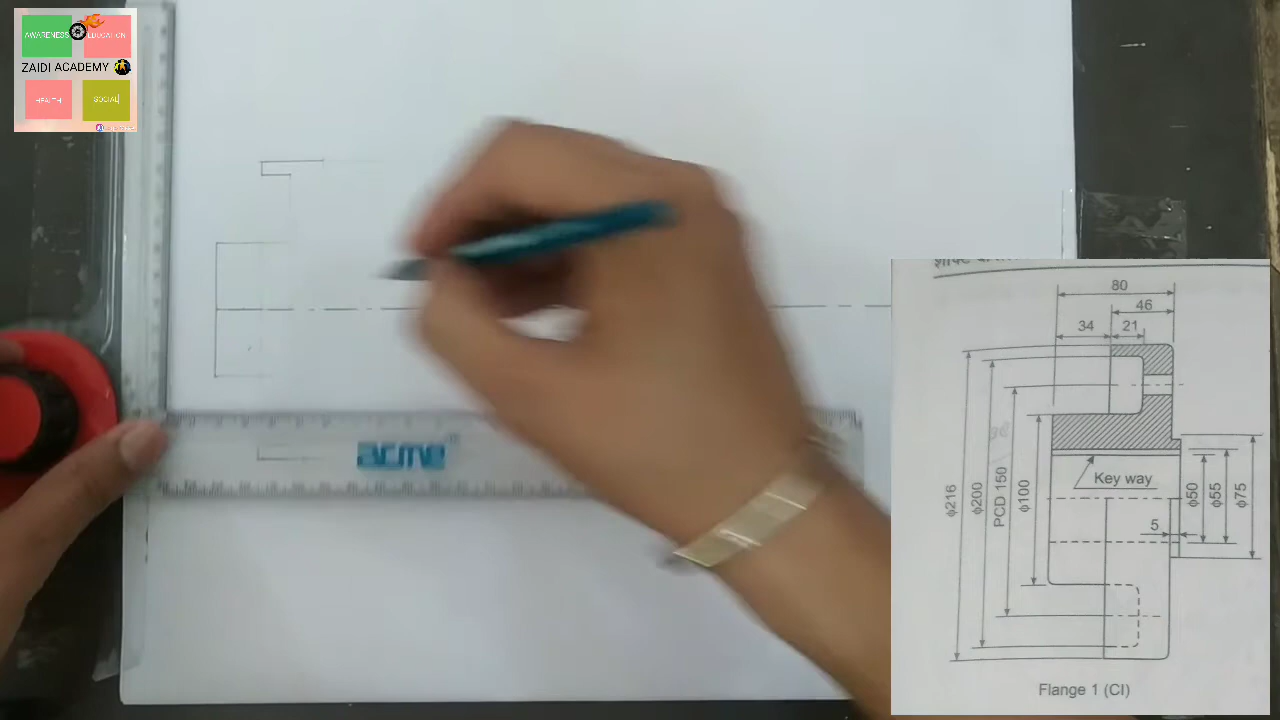 AWARENESS
EDUCATION
ZAIDI ACADEMY
HEALTH
SOCIAL
acme
80
46
34
21
Key way
ϕ216
ϕ200
PCD 150
ϕ100
ϕ50
ϕ55
ϕ75
5
Flange 1 (CI)